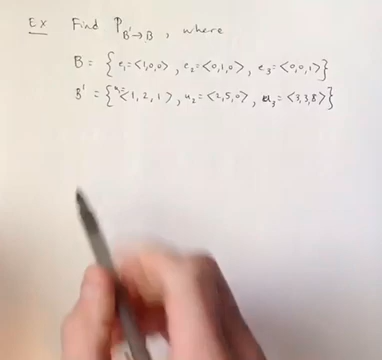 Ex Find P_{B'→B}, where
B = { e₁=<1,0,0>, e₂=<0,1,0>, e₃=<0,0,1>}
B' = { u₁=<1,2,1>, u₂=<2,5,0>, u₃=<3,3,8>}